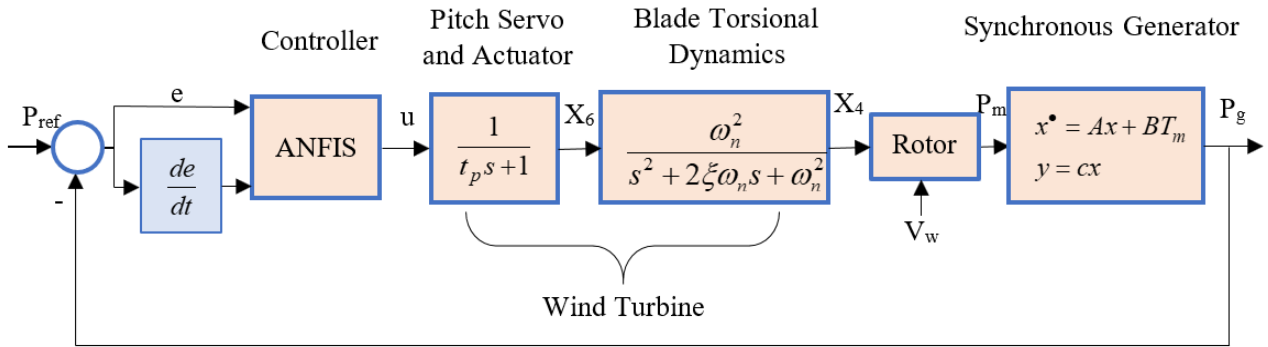 Controller
Pitch Servo
and Actuator
Blade Torsional
Dynamics
Synchronous Generator
P_ref
-
e
de/dt
ANFIS
u
1/(t_p s+1)
X_6
ω_n^2/(s^2+2ξω_n s+ω_n^2)
X_4
Rotor
V_w
P_m
x^• = Ax + BT_m
y = cx
P_g
Wind Turbine